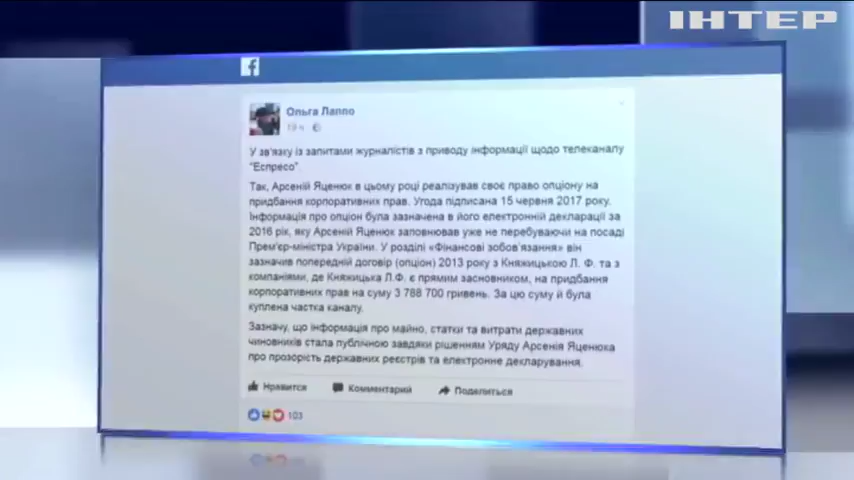 ІНТЕР
f
Ольга Лаппо
19 ч ·
У зв'язку із запитами журналістів з приводу інформації щодо телеканалу
"Еспресо"
Так, Арсеній Яценюк в цьому році реалізував своє право опціону на
придбання корпоративних прав. Угода підписана 15 червня 2017 року.
Інформація про опціон була зазначена в його електронній декларації за
2016 рік, яку Арсеній Яценюк заповнював уже не перебуваючи на посаді
Прем'єр-міністра України. У розділі «Фінансові зобов'язання» він
зазначив попередній договір (опціон) 2013 року з Княжицькою Л. Ф. та з
компаніями, де Княжицька Л.Ф. є прямим засновником, на придбання
корпоративних прав на суму 3 788 700 гривень. За цю суму й була
куплена частка каналу.
Зазначу, що інформація про майно, статки та витрати державних
чиновників стала публічною завдяки рішенням Уряду Арсенія Яценюка
про прозорість державних реєстрів та електронне декларування.
Нравится Комментарий Поделиться
103